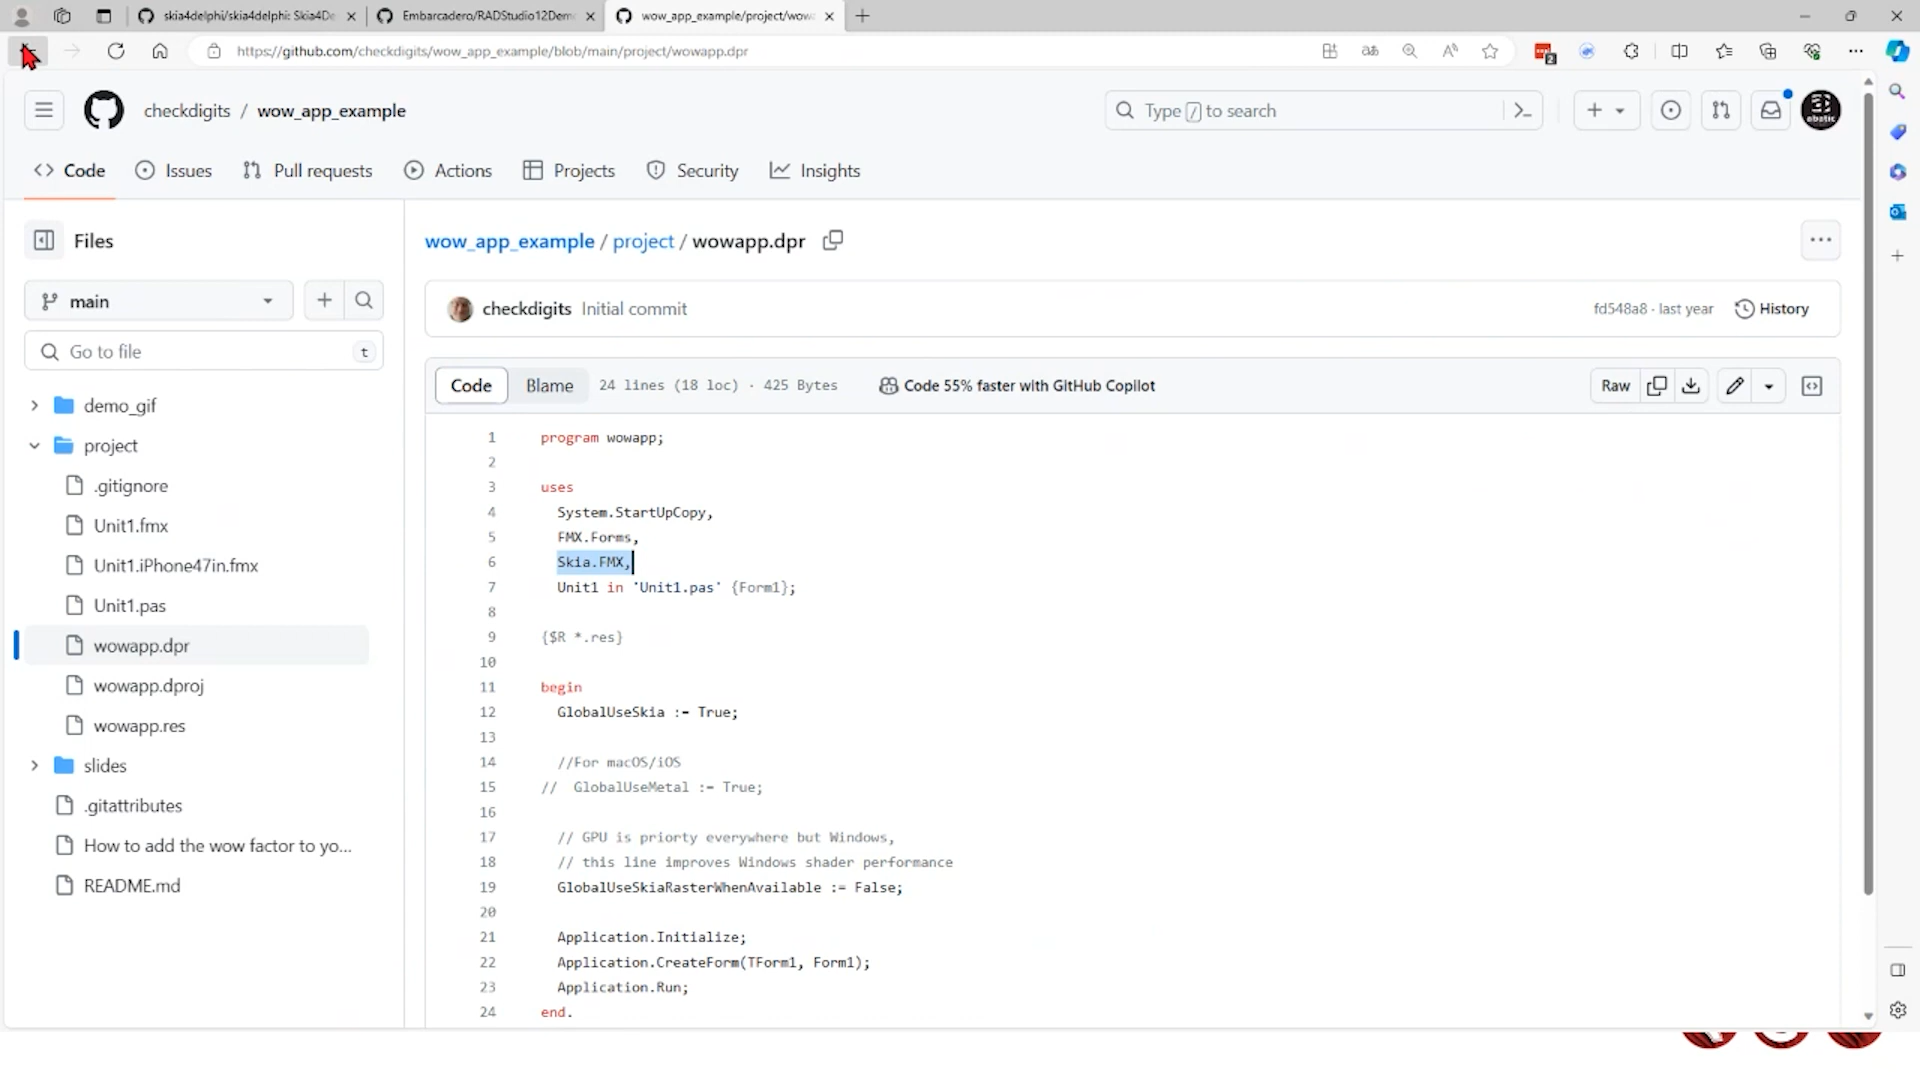 skia4delphi/skia4delphi: Skia4De
Embarcadero/RADStudio12Dem
wow_app_example/project/wow
https://github.com/checkdigits/wow_app_example/blob/main/project/wowapp.dpr
2
checkdigits / wow_app_example
Type / to search
abatic
Code
Issues
Pull requests
Actions
Projects
Security
Insights
Files
wow_app_example / project / wowapp.dpr
main
checkdigits Initial commit
fd548a8 · last year
History
Go to file
t
Code
Blame
24 lines (18 loc) · 425 Bytes
Code 55% faster with GitHub Copilot
Raw
demo_gif
project
.gitignore
Unit1.fmx
Unit1.iPhone47in.fmx
Unit1.pas
wowapp.dpr
wowapp.dproj
wowapp.res
slides
.gitattributes
How to add the wow factor to yo...
README.md
1 program wowapp;
2
3 uses
4 System.StartUpCopy,
5 FMX.Forms,
6 Skia.FMX,
7 Unit1 in 'Unit1.pas' {Form1};
8
9 {$R *.res}
10
11 begin
12 GlobalUseSkia := True;
13
14 //For macOS/iOS
15 // GlobalUseMetal := True;
16
17 // GPU is priorty everywhere but Windows,
18 // this line improves Windows shader performance
19 GlobalUseSkiaRasterWhenAvailable := False;
20
21 Application.Initialize;
22 Application.CreateForm(TForm1, Form1);
23 Application.Run;
24 end.